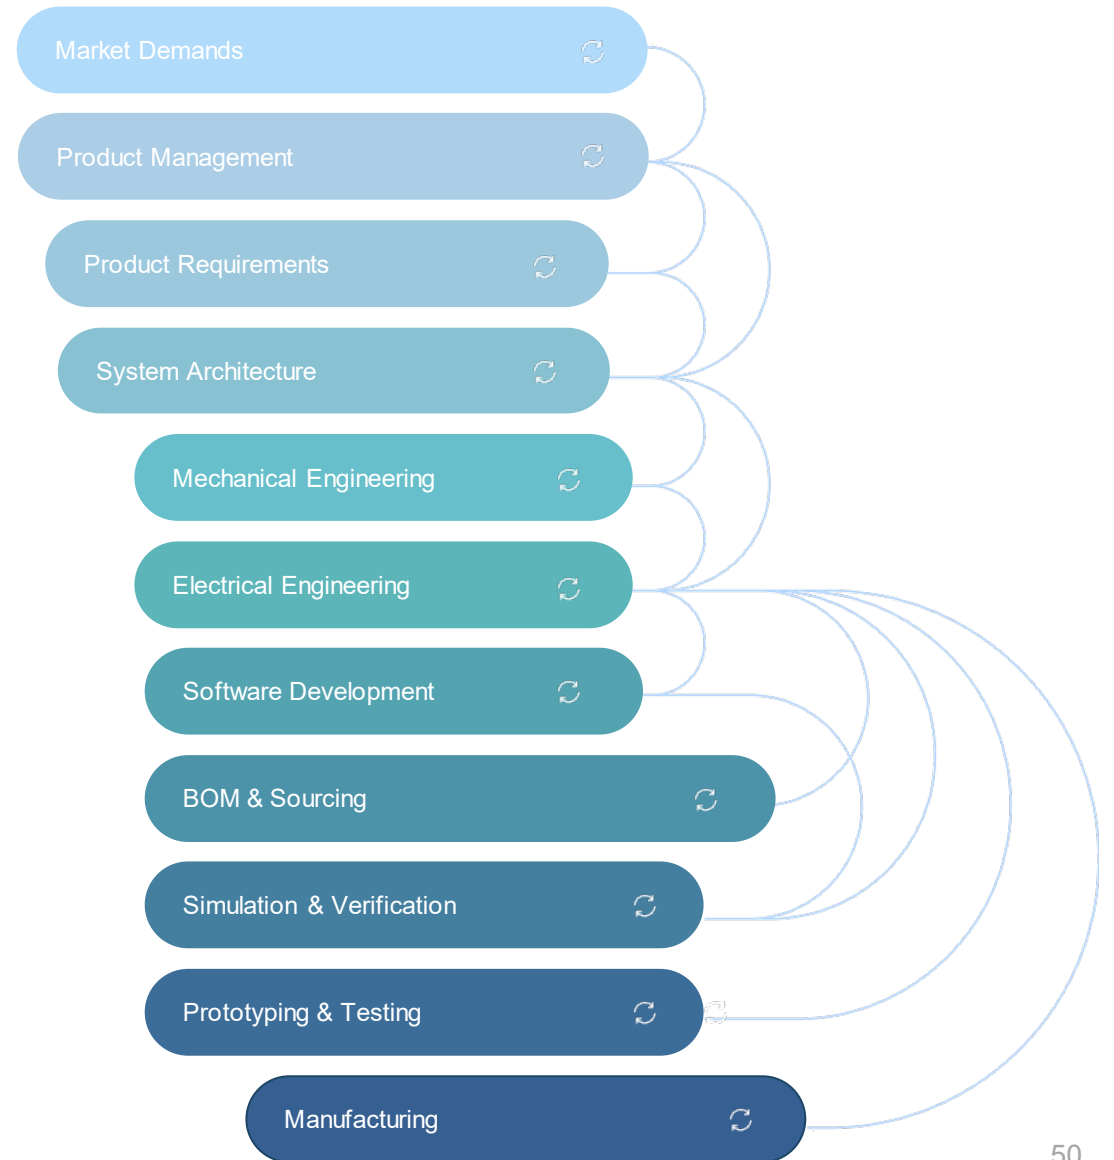 Market Demands
Product Management
Product Requirements
System Architecture
Mechanical Engineering
Electrical Engineering
Software Development
BOM & Sourcing
Simulation & Verification
Prototyping & Testing
Manufacturing
50